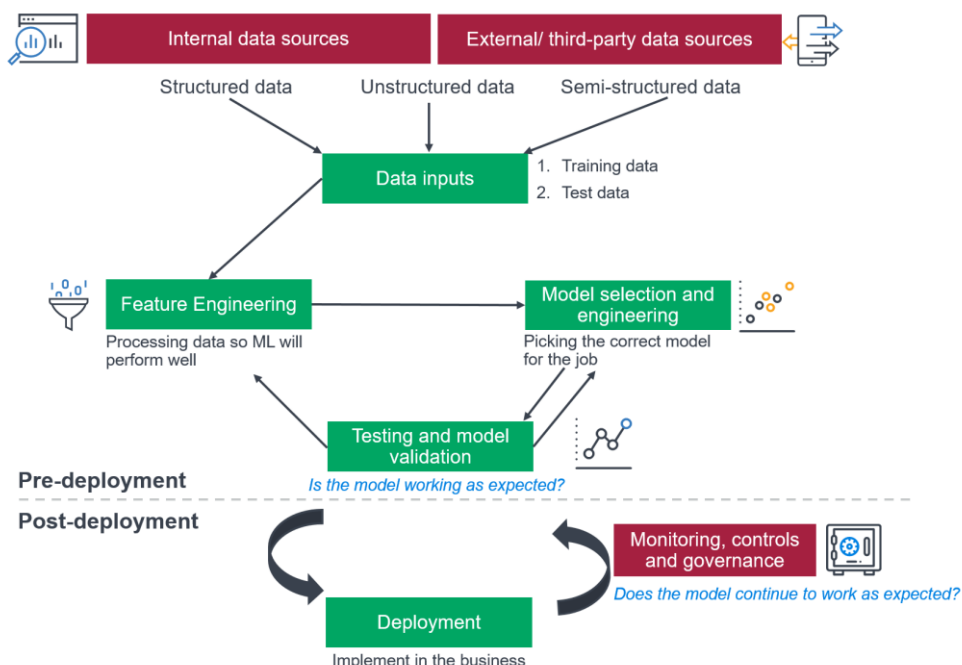 Internal data sources
External/ third-party data sources
Structured data
Unstructured data
Semi-structured data
Data inputs
1. Training data
2. Test data
Feature Engineering
Processing data so ML will
perform well
Model selection and
engineering
Picking the correct model
for the job
Testing and model
validation
Is the model working as expected?
Pre-deployment
Post-deployment
Monitoring, controls
and governance
Does the model continue to work as expected?
Deployment
Implement in the business